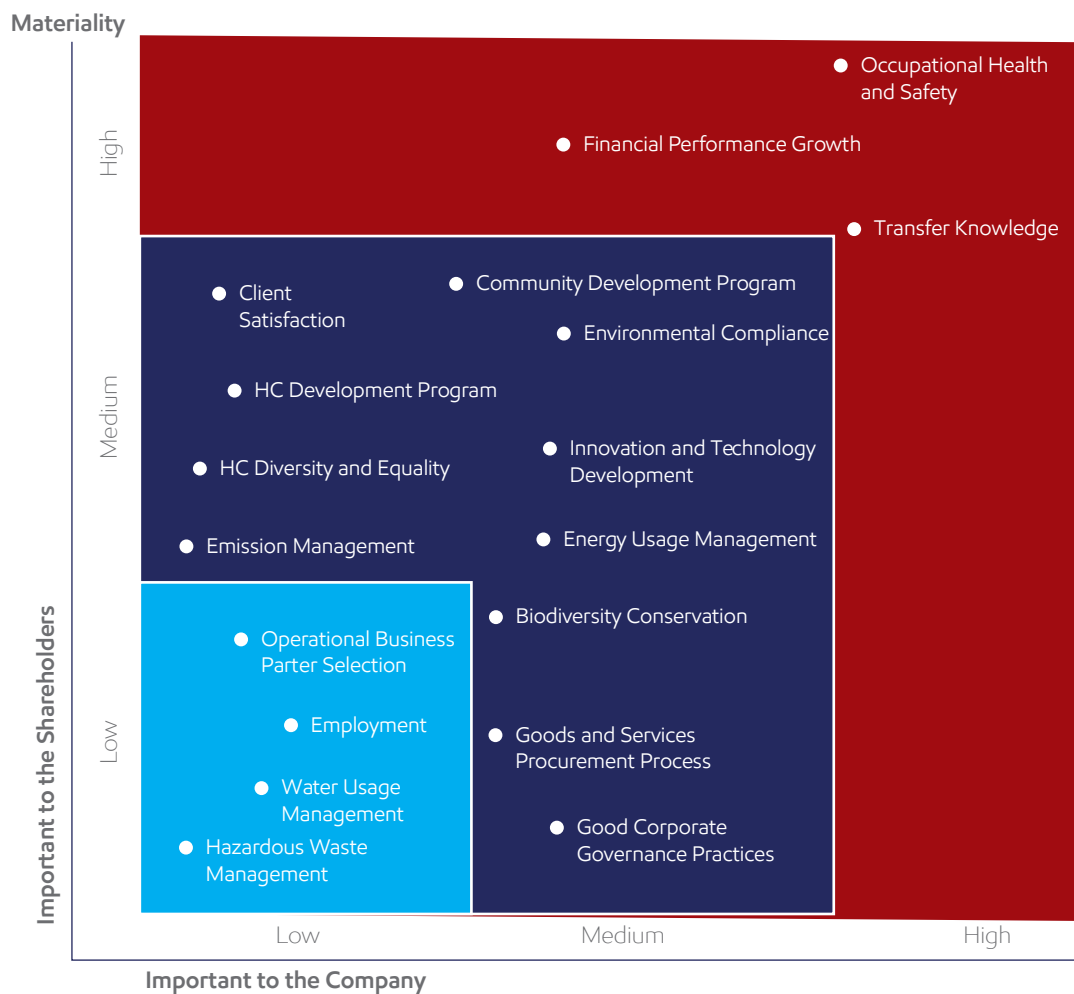 Materiality
Occupational Health
and Safety
Financial Performance Growth
High
Transfer Knowledge
Community Development Program
Client
Satisfaction
Environmental Compliance
HC Development Program
Medium
Innovation and Technology
Development
HC Diversity and Equality
Energy Usage Management
Emission Management
Biodiversity Conservation
Operational Business
Parter Selection
Employment
Goods and Services
Procurement Process
Low
Water Usage
Management
Good Corporate
Governance Practices
Hazardous Waste
Management
Important to the Shareholders
Low
Medium
High
Important to the Company